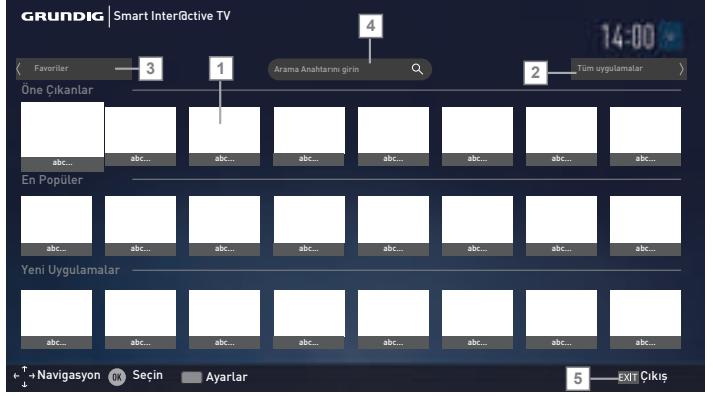 GRUNDIG Smart Inter@ctive TV
4
14:00
Favoriler 3 1 Arama Anahtarını girin 2 Tüm uygulamalar
Öne Çıkanlar
abc... abc... abc... abc... abc... abc... abc... abc...
En Popüler
abc... abc... abc... abc... abc... abc... abc... abc...
Yeni Uygulamalar
abc... abc... abc... abc... abc... abc... abc... abc...
Navigasyon OK Seçin Ayarlar 5 EXIT Çıkış